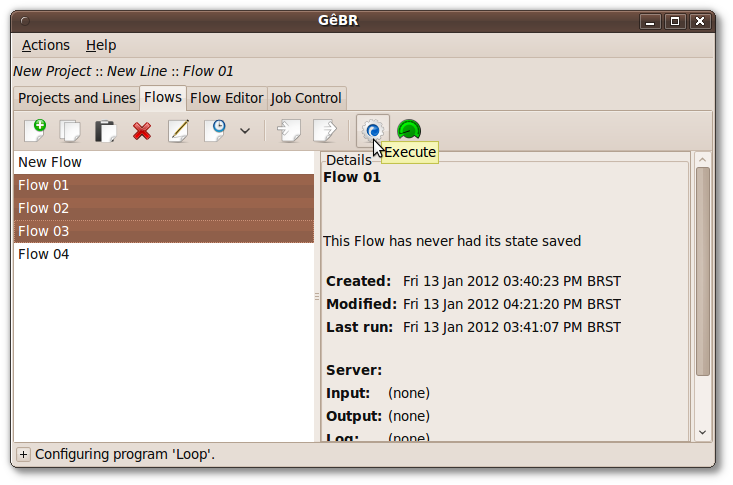 GêBR
Actions Help
New Project :: New Line :: Flow 01
Projects and Lines Flows Flow Editor Job Control
Execute
New Flow
Flow 01
Flow 02
Flow 03
Flow 04
Details
Flow 01
This Flow has never had its state saved
Created: Fri 13 Jan 2012 03:40:23 PM BRST
Modified: Fri 13 Jan 2012 04:21:20 PM BRST
Last run: Fri 13 Jan 2012 03:41:07 PM BRST
Server:
Input: (none)
Output: (none)
Log: (none)
Configuring program 'Loop'.